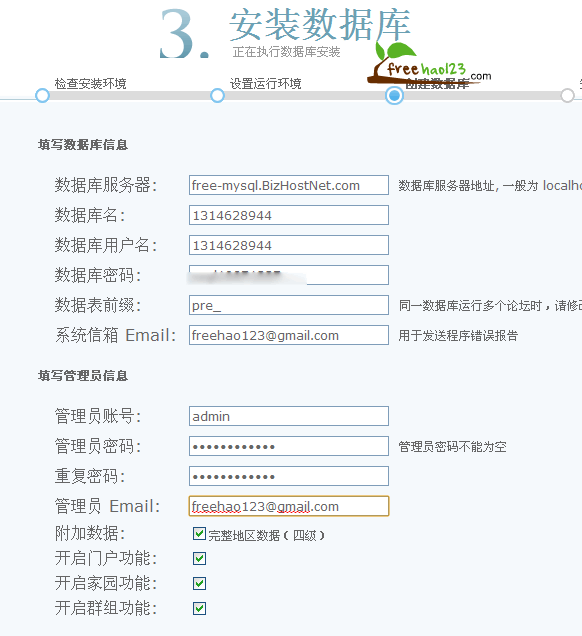 3. 安装数据库
正在执行数据库安装
freehao123.com
检查安装环境 设置运行环境 创建数据库
填写数据库信息
数据库服务器: free-mysql.BizHostNet.com 数据库服务器地址, 一般为 localho
数据库名: 1314628944
数据库用户名: 1314628944
数据库密码:
数据表前缀: pre_ 同一数据库运行多个论坛时，请修改
系统信箱 Email: freehao123@gmail.com 用于发送程序错误报告
填写管理员信息
管理员账号: admin
管理员密码: •••••••••••• 管理员密码不能为空
重复密码: ••••••••••••
管理员 Email: freehao123@gmail.com
附加数据: 完整地区数据（四级）
开启门户功能:
开启家园功能:
开启群组功能: